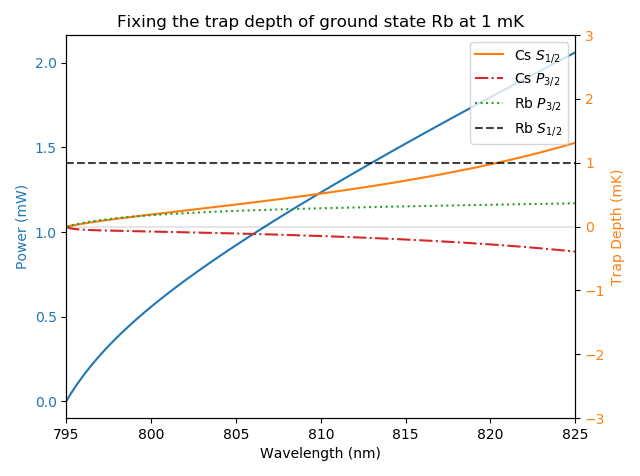 Fixing the trap depth of ground state Rb at 1 mK
Cs S1/2
Cs P3/2
Rb P3/2
Rb S1/2
Power (mW)
2.0
1.5
1.0
0.5
0.0
Trap Depth (mK)
3
2
1
0
−1
−2
−3
795 800 805 810 815 820 825
Wavelength (nm)